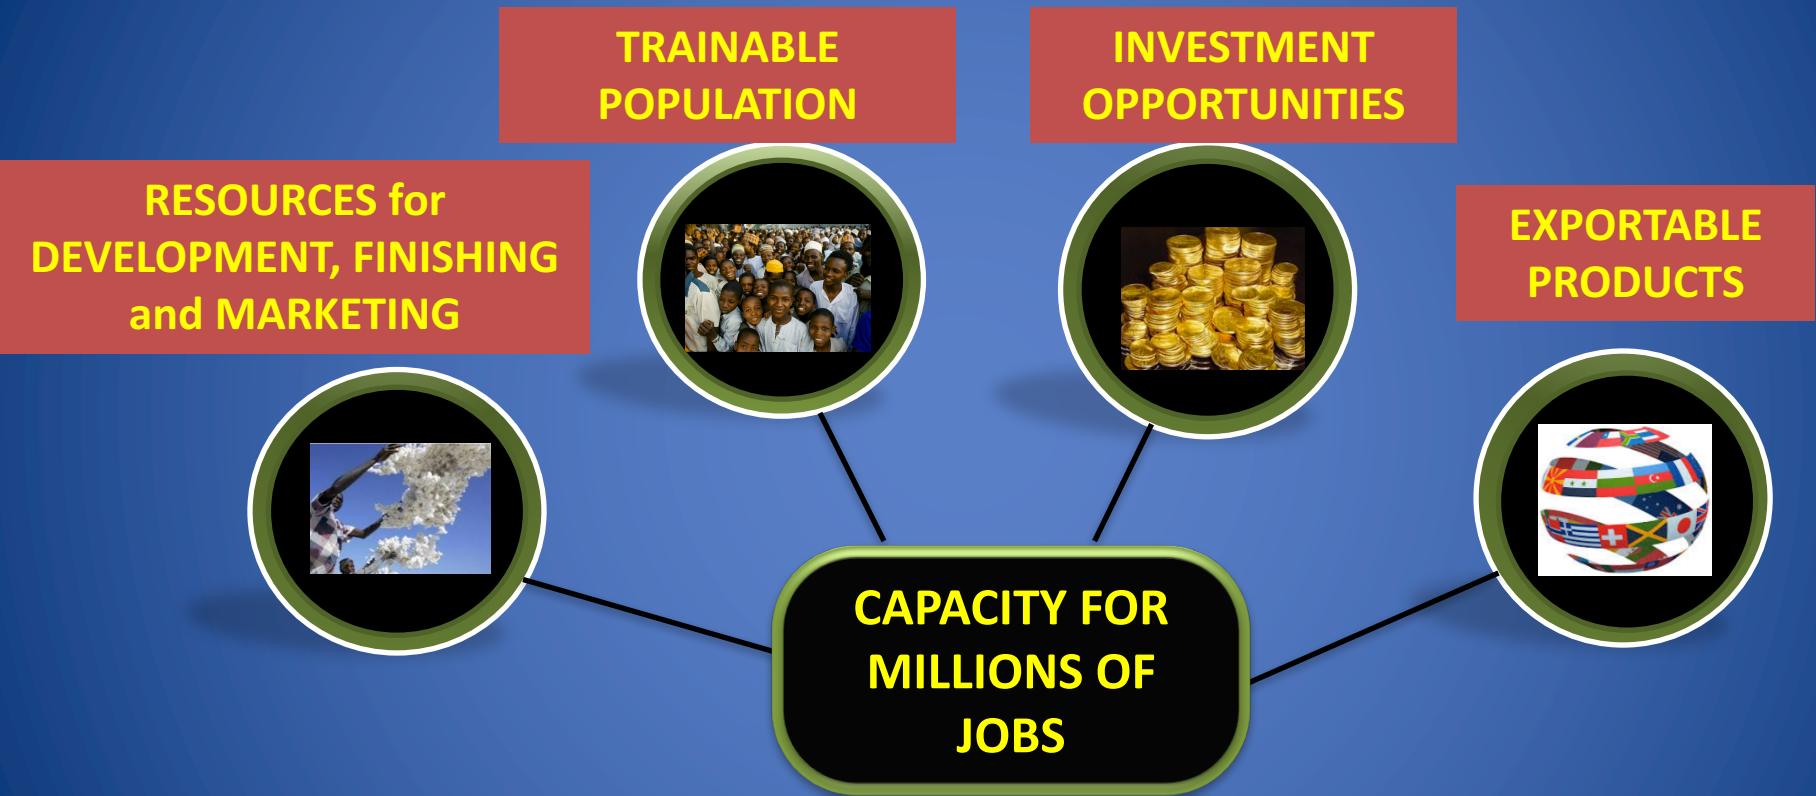 TRAINABLE
POPULATION
INVESTMENT
OPPORTUNITIES
RESOURCES for
DEVELOPMENT, FINISHING
and MARKETING
EXPORTABLE
PRODUCTS
CAPACITY FOR
MILLIONS OF
JOBS